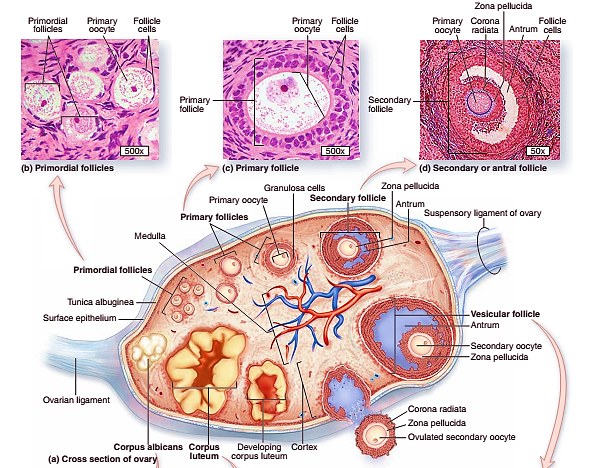 Zona pellucida
Primordial follicles
Primary oocyte
Follicle cells
Primary oocyte
Follicle cells
Primary oocyte
Corona radiata
Antrum
Follicle cells
Primary follicle
Secondary follicle
500x
500x
50x
(b) Primordial follicles
(c) Primary follicle
(d) Secondary or antral follicle
Granulosa cells
Zona pellucida
Primary oocyte
Secondary follicle
Antrum
Primary follicles
Suspensory ligament of ovary
Medulla
Primordial follicles
Tunica albuginea
Surface epithelium
Vesicular follicle
Antrum
Secondary oocyte
Zona pellucida
Ovarian ligament
Corona radiata
Zona pellucida
Ovulated secondary oocyte
Corpus albicans
Corpus luteum
Developing corpus luteum
Cortex
(a) Cross section of ovary